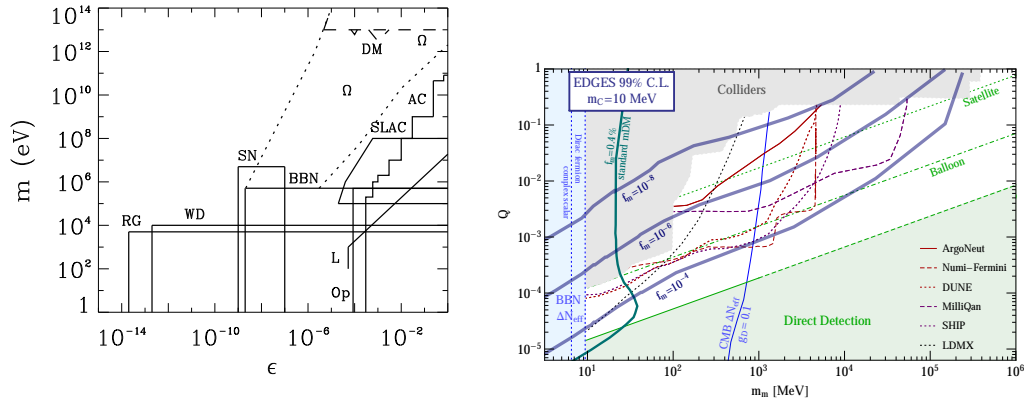 10^14
10^12
10^10
10^8
10^6
10^4
10^2
1
m (eV)
DM
Ω
Ω
AC
SLAC
SN
BBN
RG
WD
L
Op
10^-14
10^-10
10^-6
10^-2
ϵ
1
10^-1
10^-2
10^-3
10^-4
10^-5
Q
EDGES 99% C.L.
m_C=10 MeV
Colliders
Satellite
Balloon
Dirac fermion
complex scalar
f_m=0.4%
standard mDM
f_m=10^-8
f_m=10^-6
f_m=10^-4
BBN
ΔN_eff
CMB ΔN_eff
g_D = 0.1
Direct Detection
ArgoNeut
Numi-Fermini
DUNE
MilliQan
SHIP
LDMX
10^1
10^2
10^3
10^4
10^5
10^6
m_m [MeV]